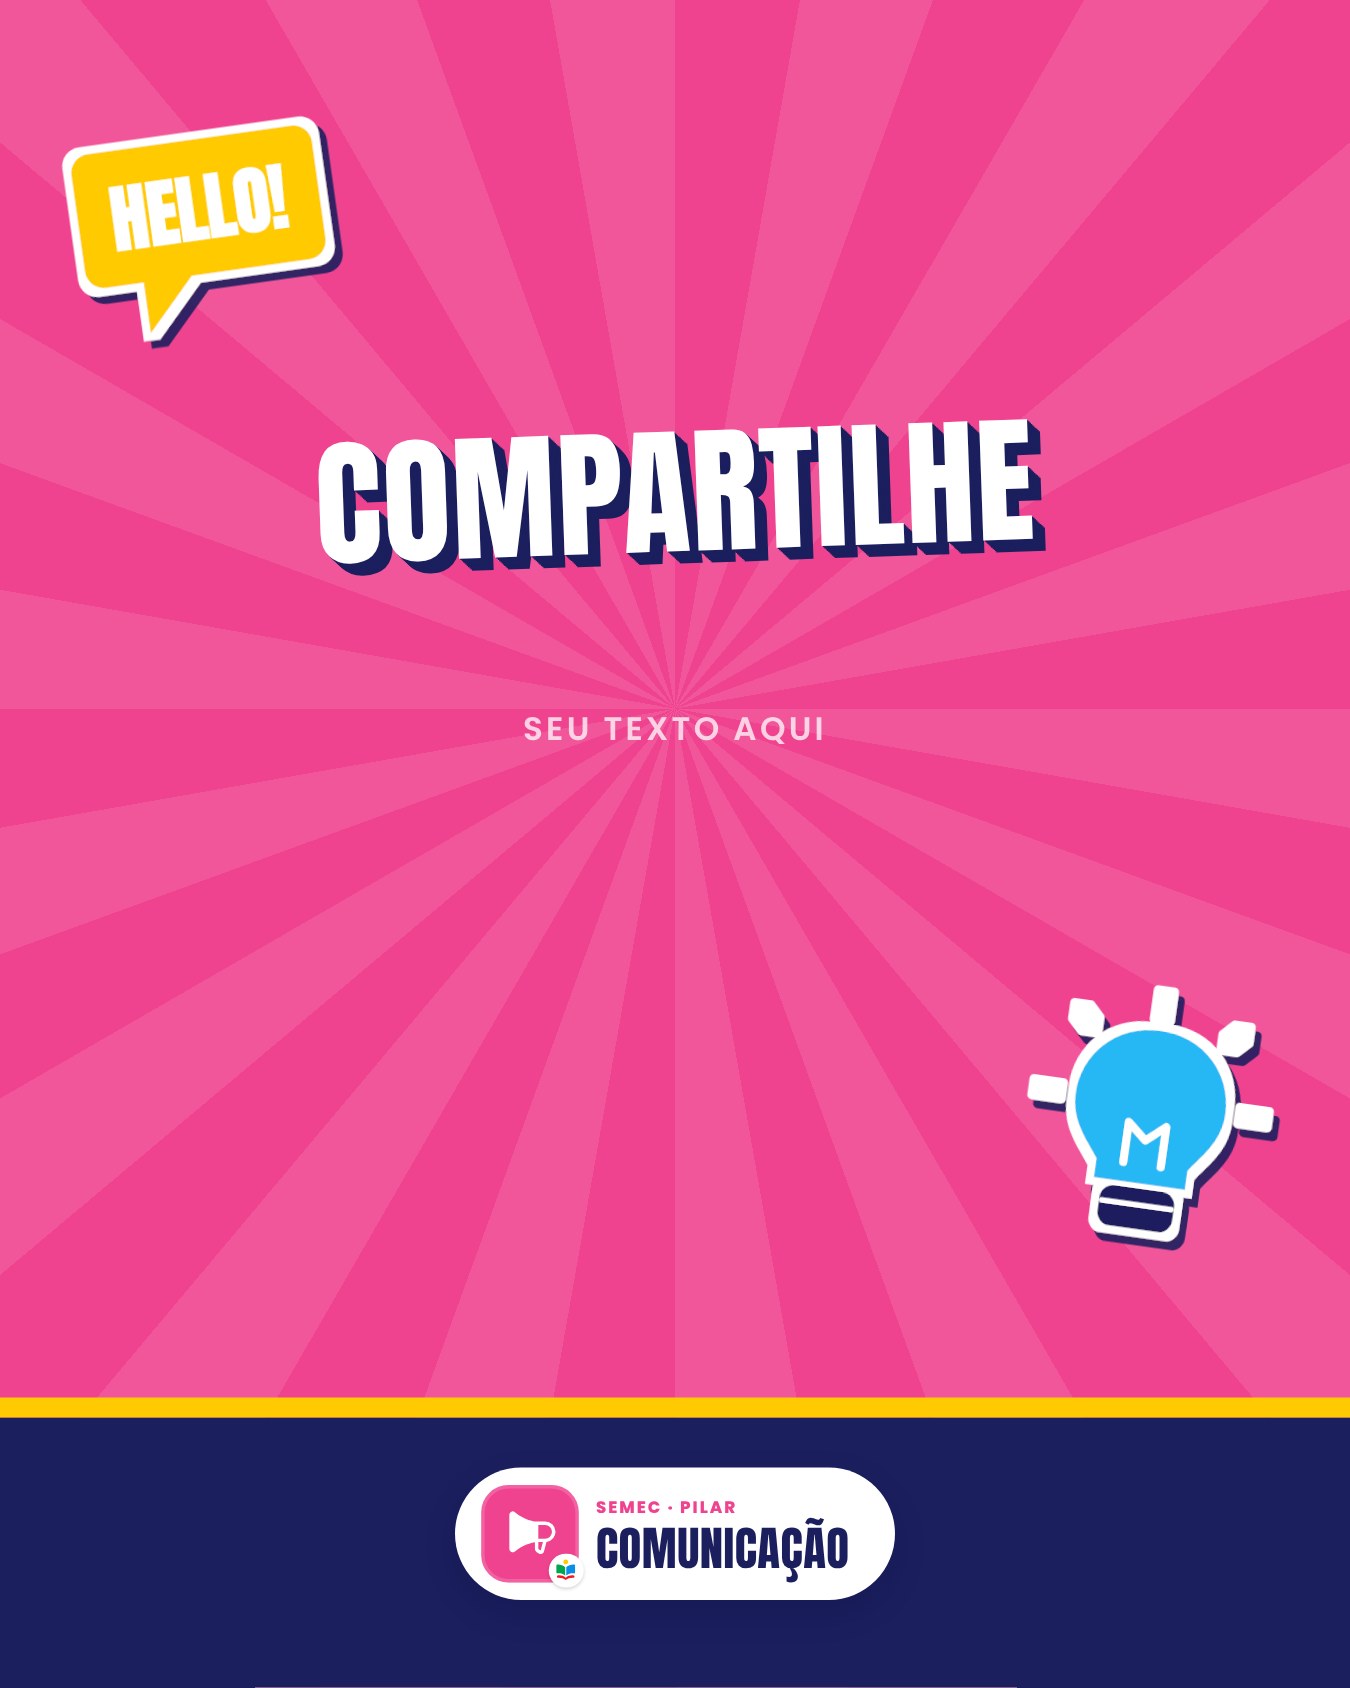 HELLO!
COMPARTILHE
SEU TEXTO AQUI
SEMEC · PILAR
COMUNICAÇÃO